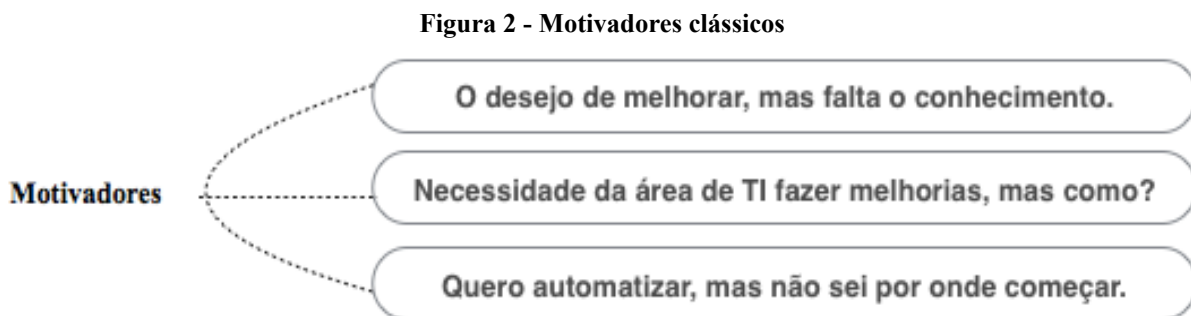 Figura 2 - Motivadores clássicos
O desejo de melhorar, mas falta o conhecimento.
Motivadores
Necessidade da área de TI fazer melhorias, mas como?
Quero automatizar, mas não sei por onde começar.